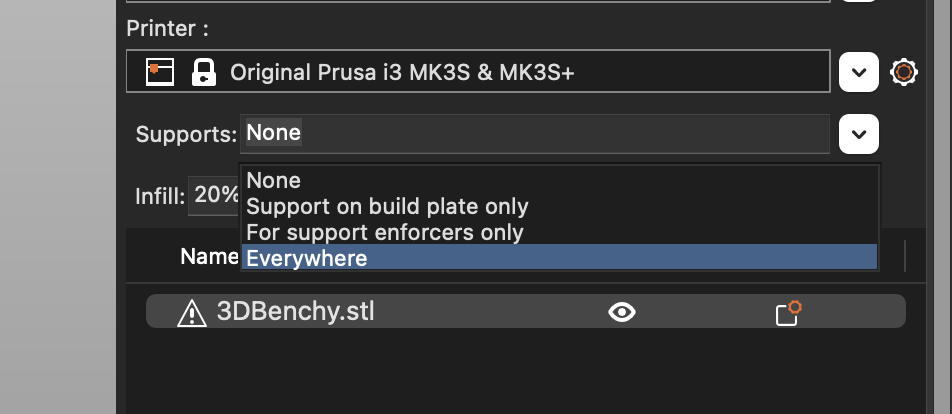 Printer :
Original Prusa i3 MK3S & MK3S+
Supports: None
None
Infill: 20%
Support on build plate only
For support enforcers only
Name
Everywhere
3DBenchy.stl